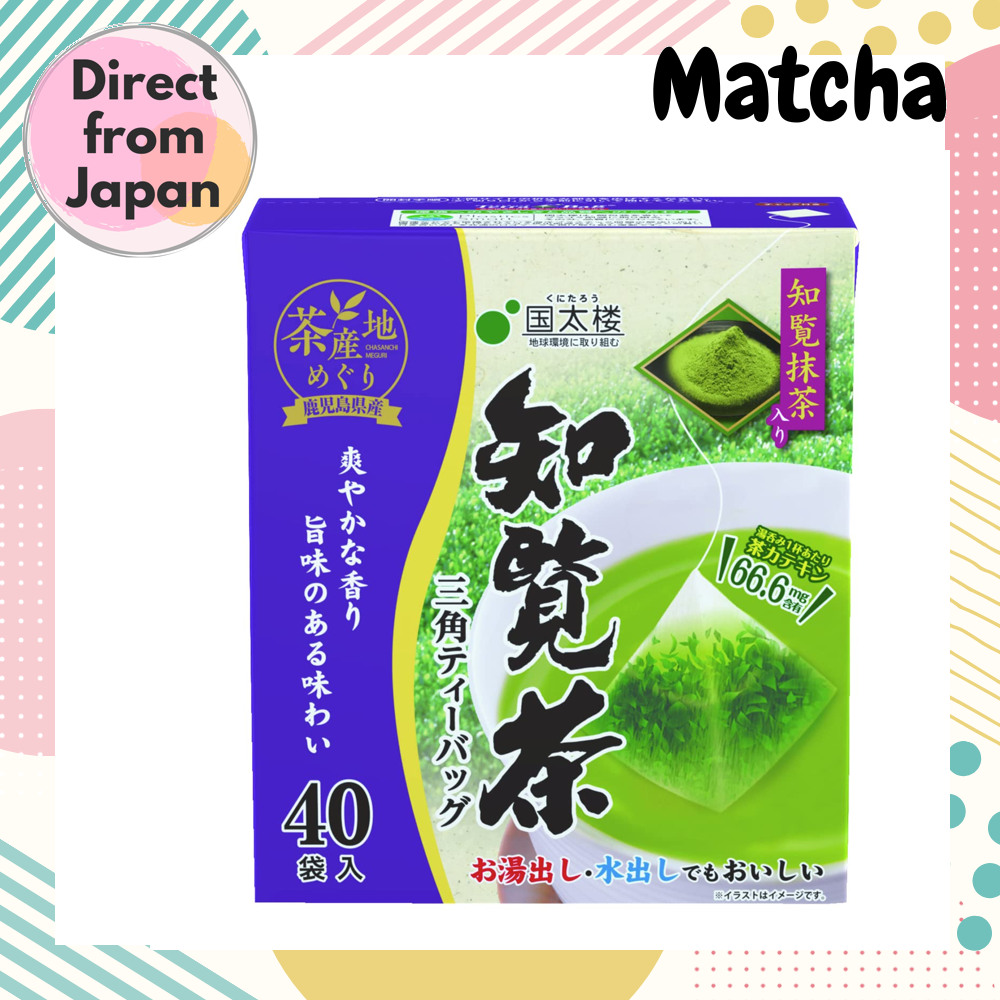 Direct
from
Japan
Matcha
茶産地
CHASANCHI
MEGURI
めぐり
鹿児島県産
くにたろう
国太楼
地球環境に取り組む
知覧抹茶
入り
爽やかな香り
旨味のある味わい
知覧茶
三角ティーバッグ
湯呑み1杯あたり
茶カテキン
66.6mg
含有
40
袋入
お湯出し・水出しでもおいしい
※イラストはイメージです。